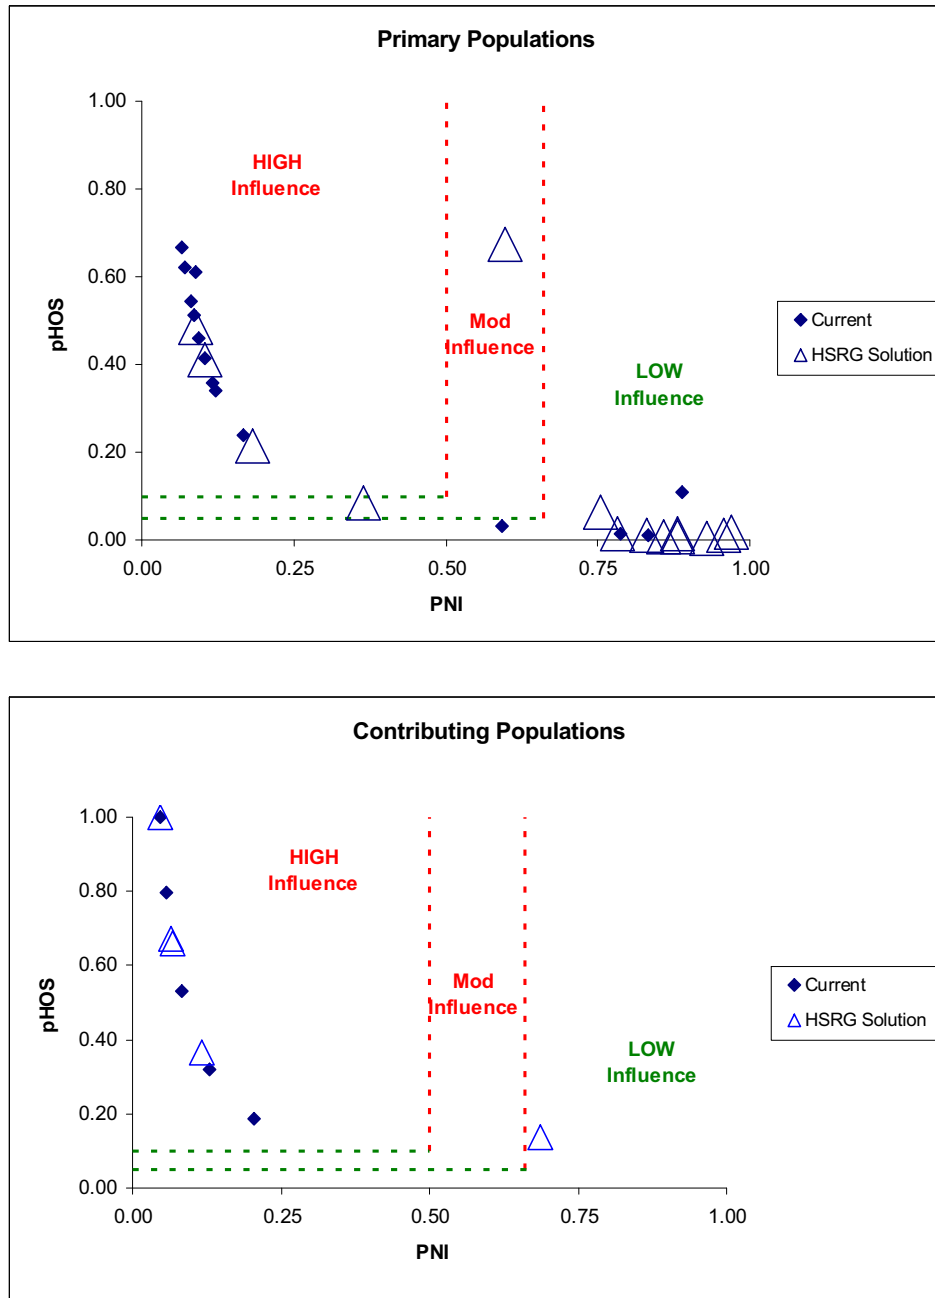 Primary Populations
1.00
0.80
0.60
0.40
0.20
0.00
pHOS
HIGH
Influence
Mod
Influence
LOW
Influence
Current
HSRG Solution
0.00
0.25
0.50
0.75
1.00
PNI
Contributing Populations
1.00
0.80
0.60
0.40
0.20
0.00
pHOS
HIGH
Influence
Mod
Influence
LOW
Influence
Current
HSRG Solution
0.00
0.25
0.50
0.75
1.00
PNI